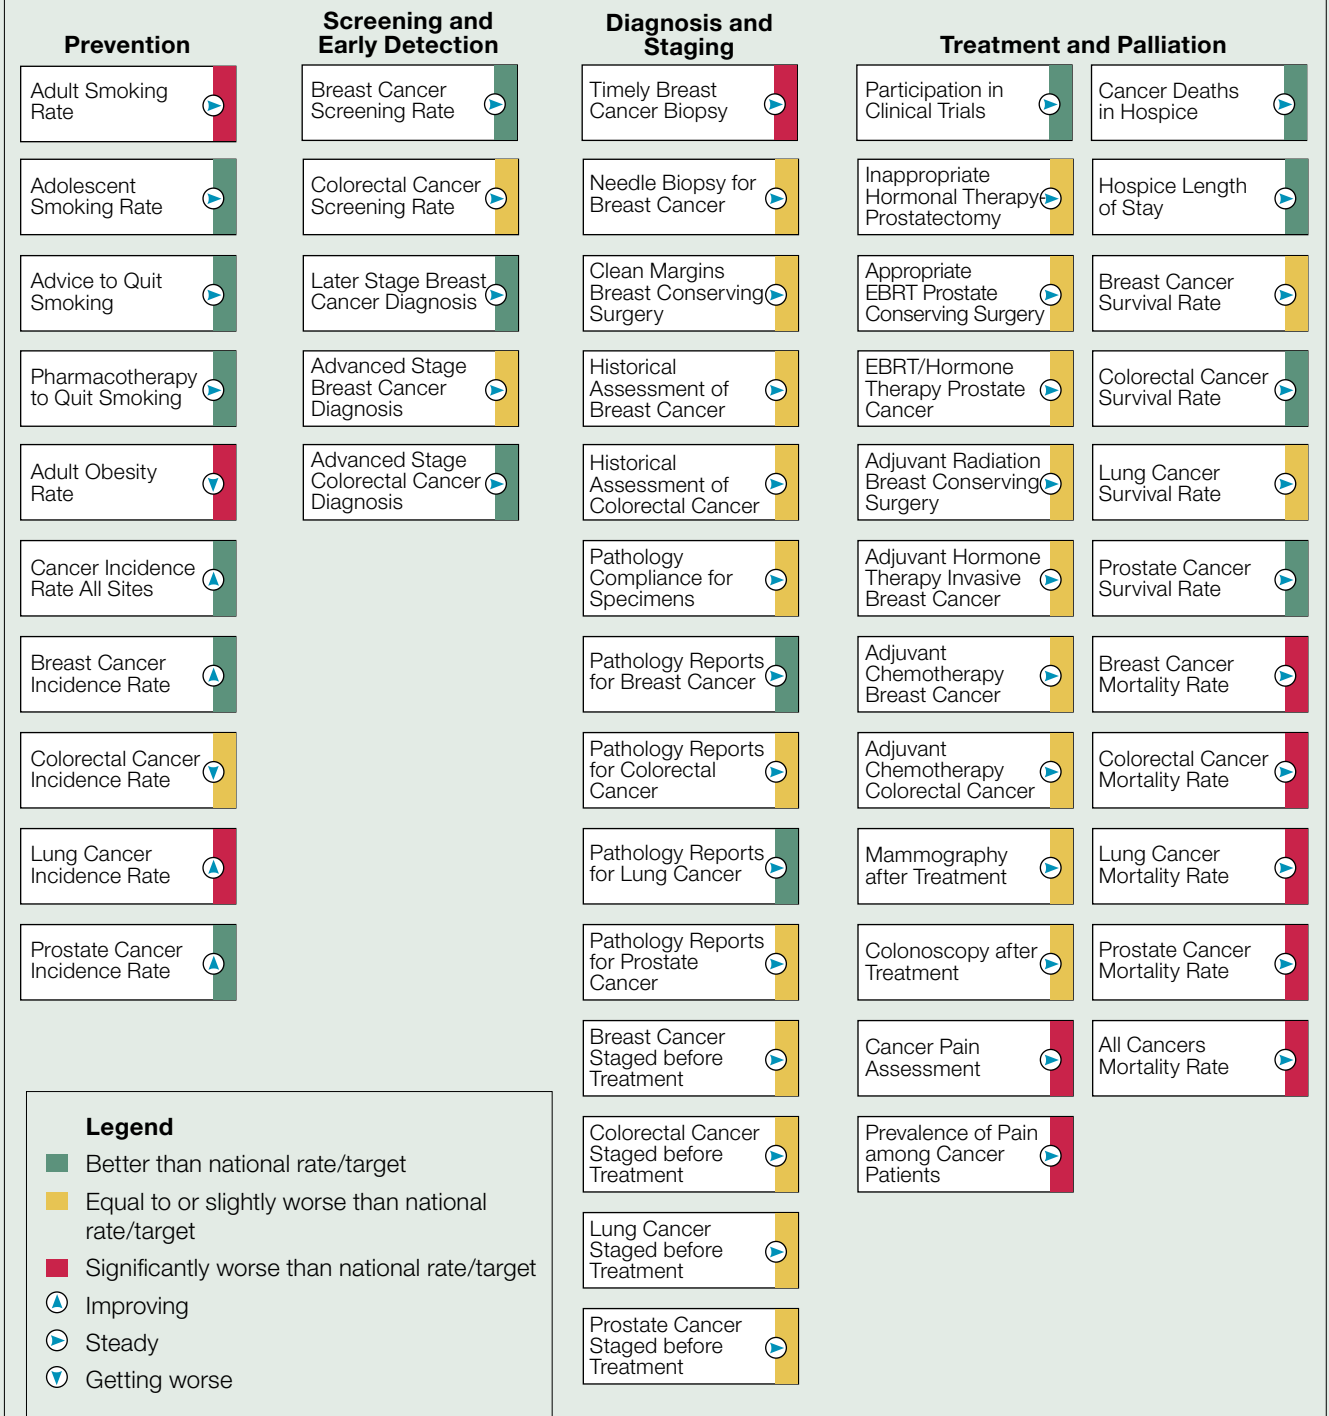 Prevention
Adult Smoking
Rate
Adolescent
Smoking Rate
Advice to Quit
Smoking
Pharmacotherapy
to Quit Smoking
Adult Obesity
Rate
Cancer Incidence
Rate All Sites
Breast Cancer
Incidence Rate
Colorectal Cancer
Incidence Rate
Lung Cancer
Incidence Rate
Prostate Cancer
Incidence Rate
Screening and
Early Detection
Breast Cancer
Screening Rate
Colorectal Cancer
Screening Rate
Later Stage Breast
Cancer Diagnosis
Advanced Stage
Breast Cancer
Diagnosis
Advanced Stage
Colorectal Cancer
Diagnosis
Diagnosis and
Staging
Timely Breast
Cancer Biopsy
Needle Biopsy for
Breast Cancer
Clean Margins
Breast Conserving
Surgery
Historical
Assessment of
Breast Cancer
Historical
Assessment of
Colorectal Cancer
Pathology
Compliance for
Specimens
Pathology Reports
for Breast Cancer
Pathology Reports
for Colorectal
Cancer
Pathology Reports
for Lung Cancer
Pathology Reports
for Prostate
Cancer
Breast Cancer
Staged before
Treatment
Colorectal Cancer
Staged before
Treatment
Lung Cancer
Staged before
Treatment
Prostate Cancer
Staged before
Treatment
Treatment and Palliation
Participation in
Clinical Trials
Inappropriate
Hormonal Therapy-
Prostatectomy
Appropriate
EBRT Prostate
Conserving Surgery
EBRT/Hormone
Therapy Prostate
Cancer
Adjuvant Radiation
Breast Conserving
Surgery
Adjuvant Hormone
Therapy Invasive
Breast Cancer
Adjuvant
Chemotherapy
Breast Cancer
Adjuvant
Chemotherapy
Colorectal Cancer
Mammography
after Treatment
Colonoscopy after
Treatment
Cancer Pain
Assessment
Prevalence of Pain
among Cancer
Patients
Cancer Deaths
in Hospice
Hospice Length
of Stay
Breast Cancer
Survival Rate
Colorectal Cancer
Survival Rate
Lung Cancer
Survival Rate
Prostate Cancer
Survival Rate
Breast Cancer
Mortality Rate
Colorectal Cancer
Mortality Rate
Lung Cancer
Mortality Rate
Prostate Cancer
Mortality Rate
All Cancers
Mortality Rate
Legend
Better than national rate/target
Equal to or slightly worse than national
rate/target
Significantly worse than national rate/target
Improving
Steady
Getting worse